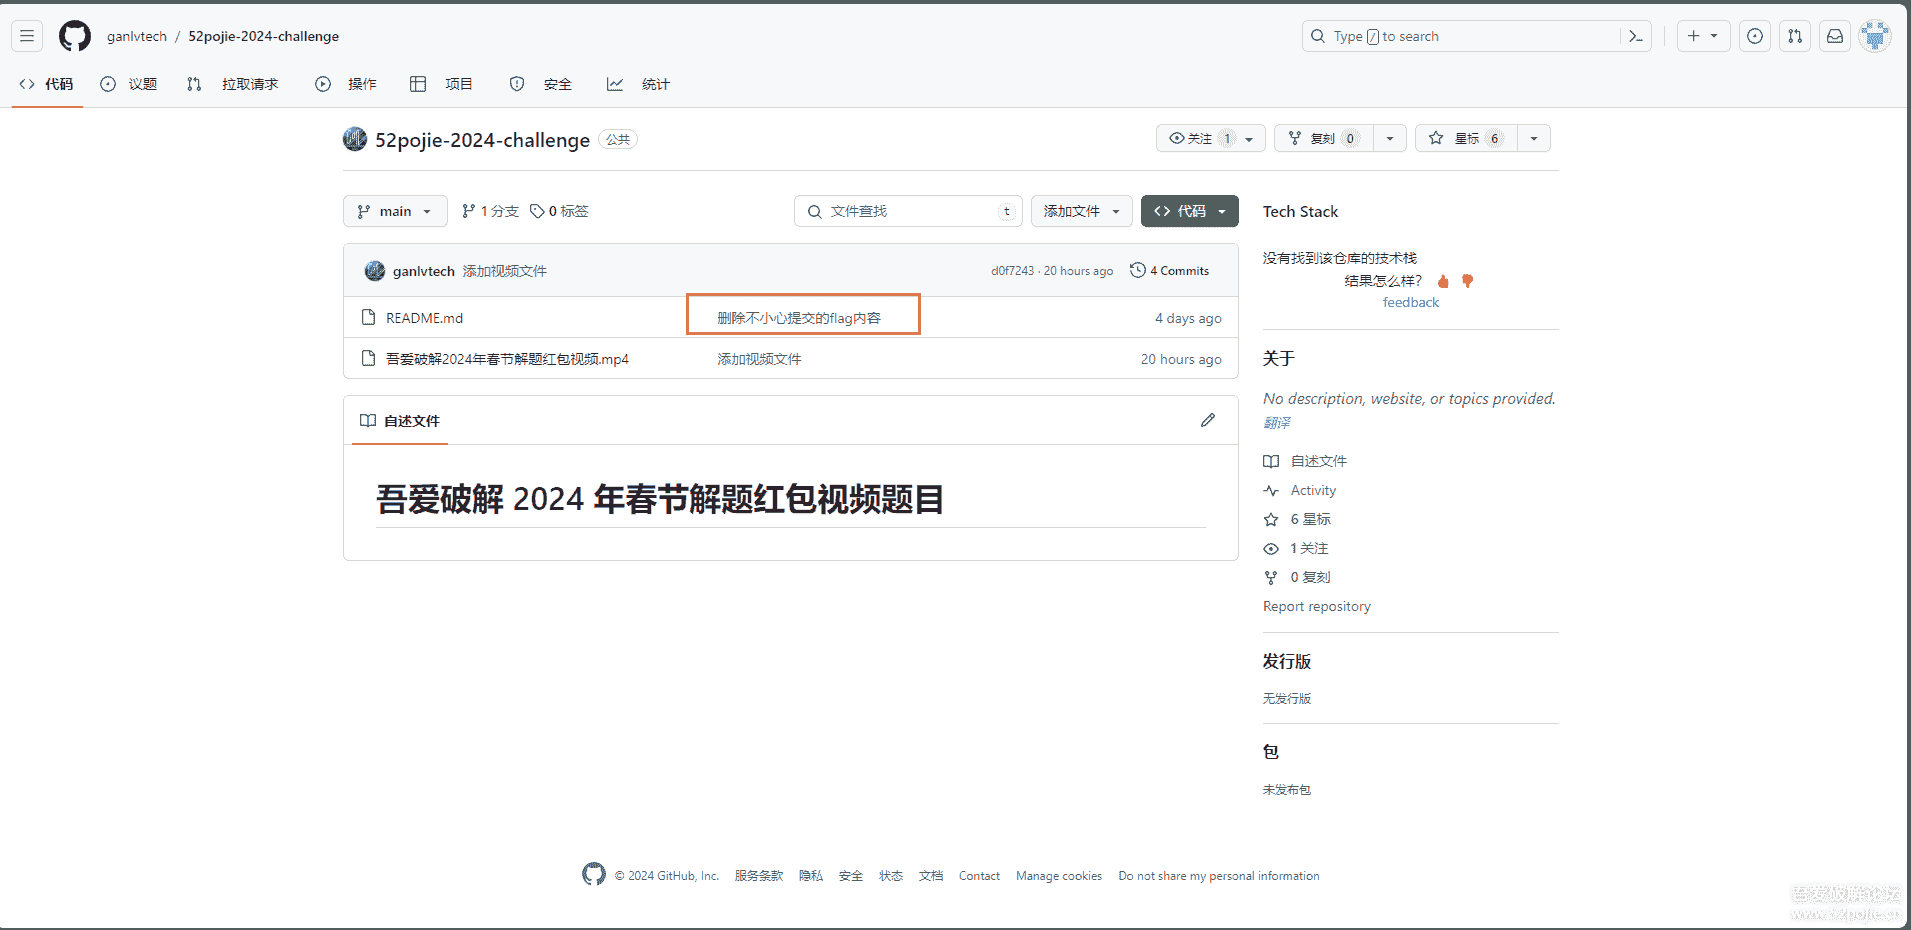 ganlvtech / 52pojie-2024-challenge
Type / to search
代码 议题 拉取请求 操作 项目 安全 统计
52pojie-2024-challenge 公共
关注 1 复刻 0 星标 6
main 1 分支 0 标签 文件查找 t 添加文件 代码
ganlvtech 添加视频文件 d0f7243 · 20 hours ago 4 Commits
README.md 删除不小心提交的flag内容 4 days ago
吾爱破解2024年春节解题红包视频.mp4 添加视频文件 20 hours ago
自述文件
吾爱破解 2024 年春节解题红包视频题目
Tech Stack
没有找到该仓库的技术栈
结果怎么样?
feedback
关于
No description, website, or topics provided.
翻译
自述文件
Activity
6 星标
1 关注
0 复刻
Report repository
发行版
无发行版
包
未发布包
© 2024 GitHub, Inc. 服务条款 隐私 安全 状态 文档 Contact Manage cookies Do not share my personal information
吾爱破解论坛
www.52pojie.cn